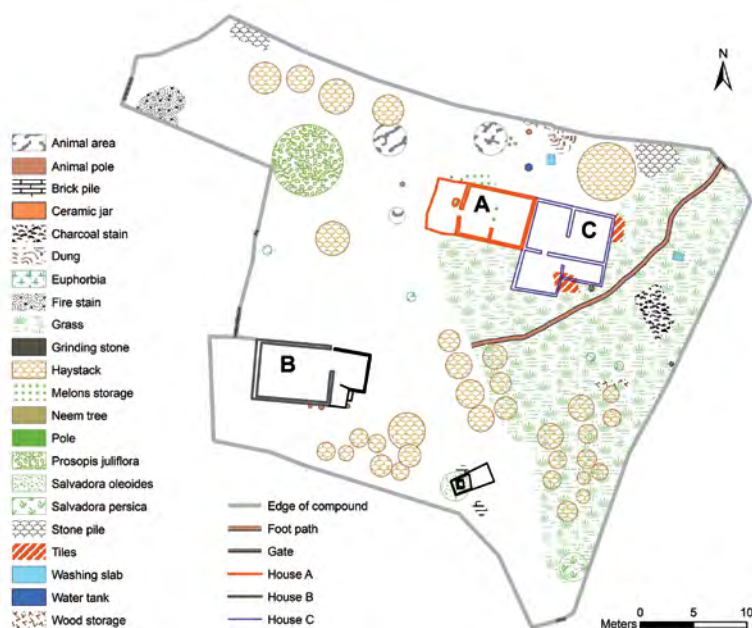 N
A
C
B
Animal area
Animal pole
Brick pile
Ceramic jar
Charcoal stain
Dung
Euphorbia
Fire stain
Grass
Grinding stone
Haystack
Melons storage
Neem tree
Pole
Prosopis juliflora
Salvadora oleoides
Salvadora persica
Stone pile
Tiles
Washing slab
Water tank
Wood storage
Edge of compound
Foot path
Gate
House A
House B
House C
Meters 0 5 10